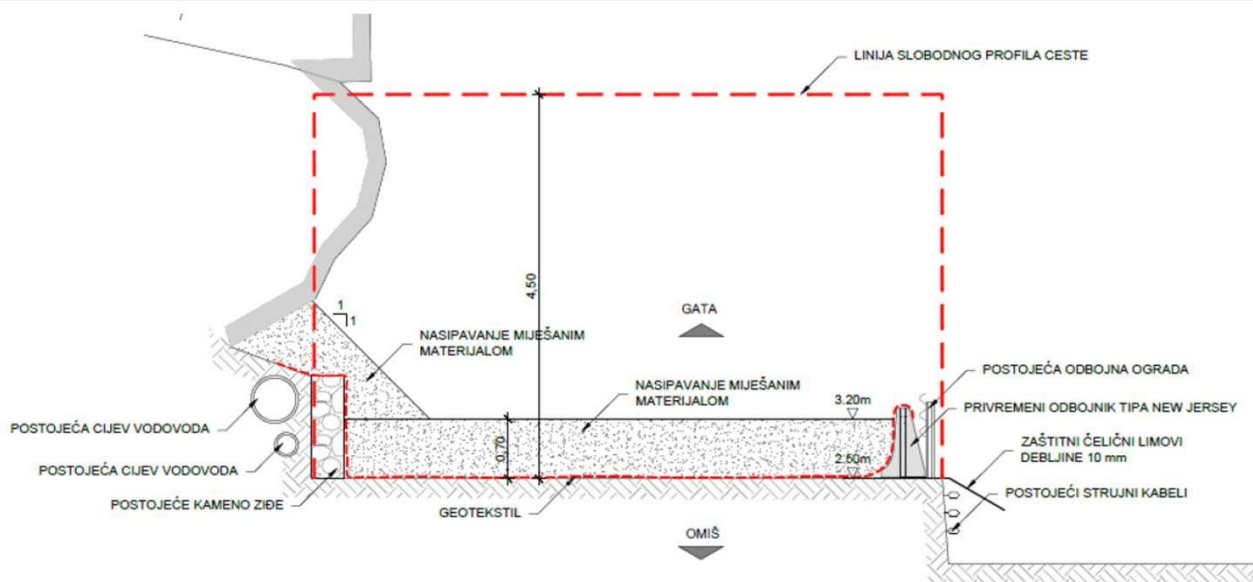 LINIJA SLOBODNOG PROFILA CESTE
4,50
1
1
GATA
NASIPAVANJE MIJEŠANIM
MATERIJALOM
NASIPAVANJE MIJEŠANIM
MATERIJALOM
POSTOJEĆA ODBOJNA OGRADA
3.20m
PRIVREMENI ODBOJNIK TIPA NEW JERSEY
POSTOJEĆA CIJEV VODOVODA
0,70
ZAŠTITNI ČELIČNI LIMOVI
DEBLJINE 10 mm
2.50m
POSTOJEĆA CIJEV VODOVODA
POSTOJEĆI STRUJNI KABELI
POSTOJEĆE KAMENO ZIĐE
GEOTEKSTIL
OMIŠ